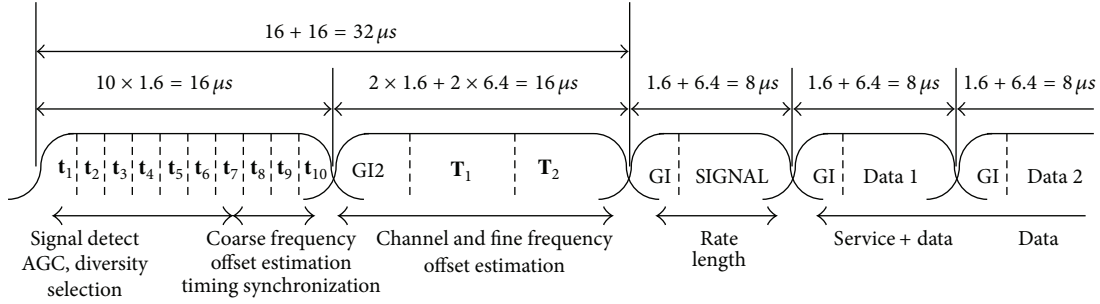 16 + 16 = 32 μs
10 × 1.6 = 16 μs
2 × 1.6 + 2 × 6.4 = 16 μs
1.6 + 6.4 = 8 μs
1.6 + 6.4 = 8 μs
1.6 + 6.4 = 8 μs
t1 t2 t3 t4 t5 t6 t7 t8 t9 t10
GI2 T1 T2
GI SIGNAL
GI Data 1
GI Data 2
Signal detect
AGC, diversity
selection
Coarse frequency
offset estimation
timing synchronization
Channel and fine frequency
offset estimation
Rate
length
Service + data
Data